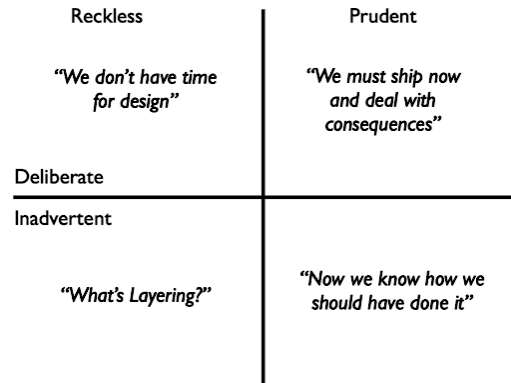 Reckless
Prudent
“We don’t have time
for design”
“We must ship now
and deal with
consequences”
Deliberate
Inadvertent
“What’s Layering?”
“Now we know how we
should have done it”